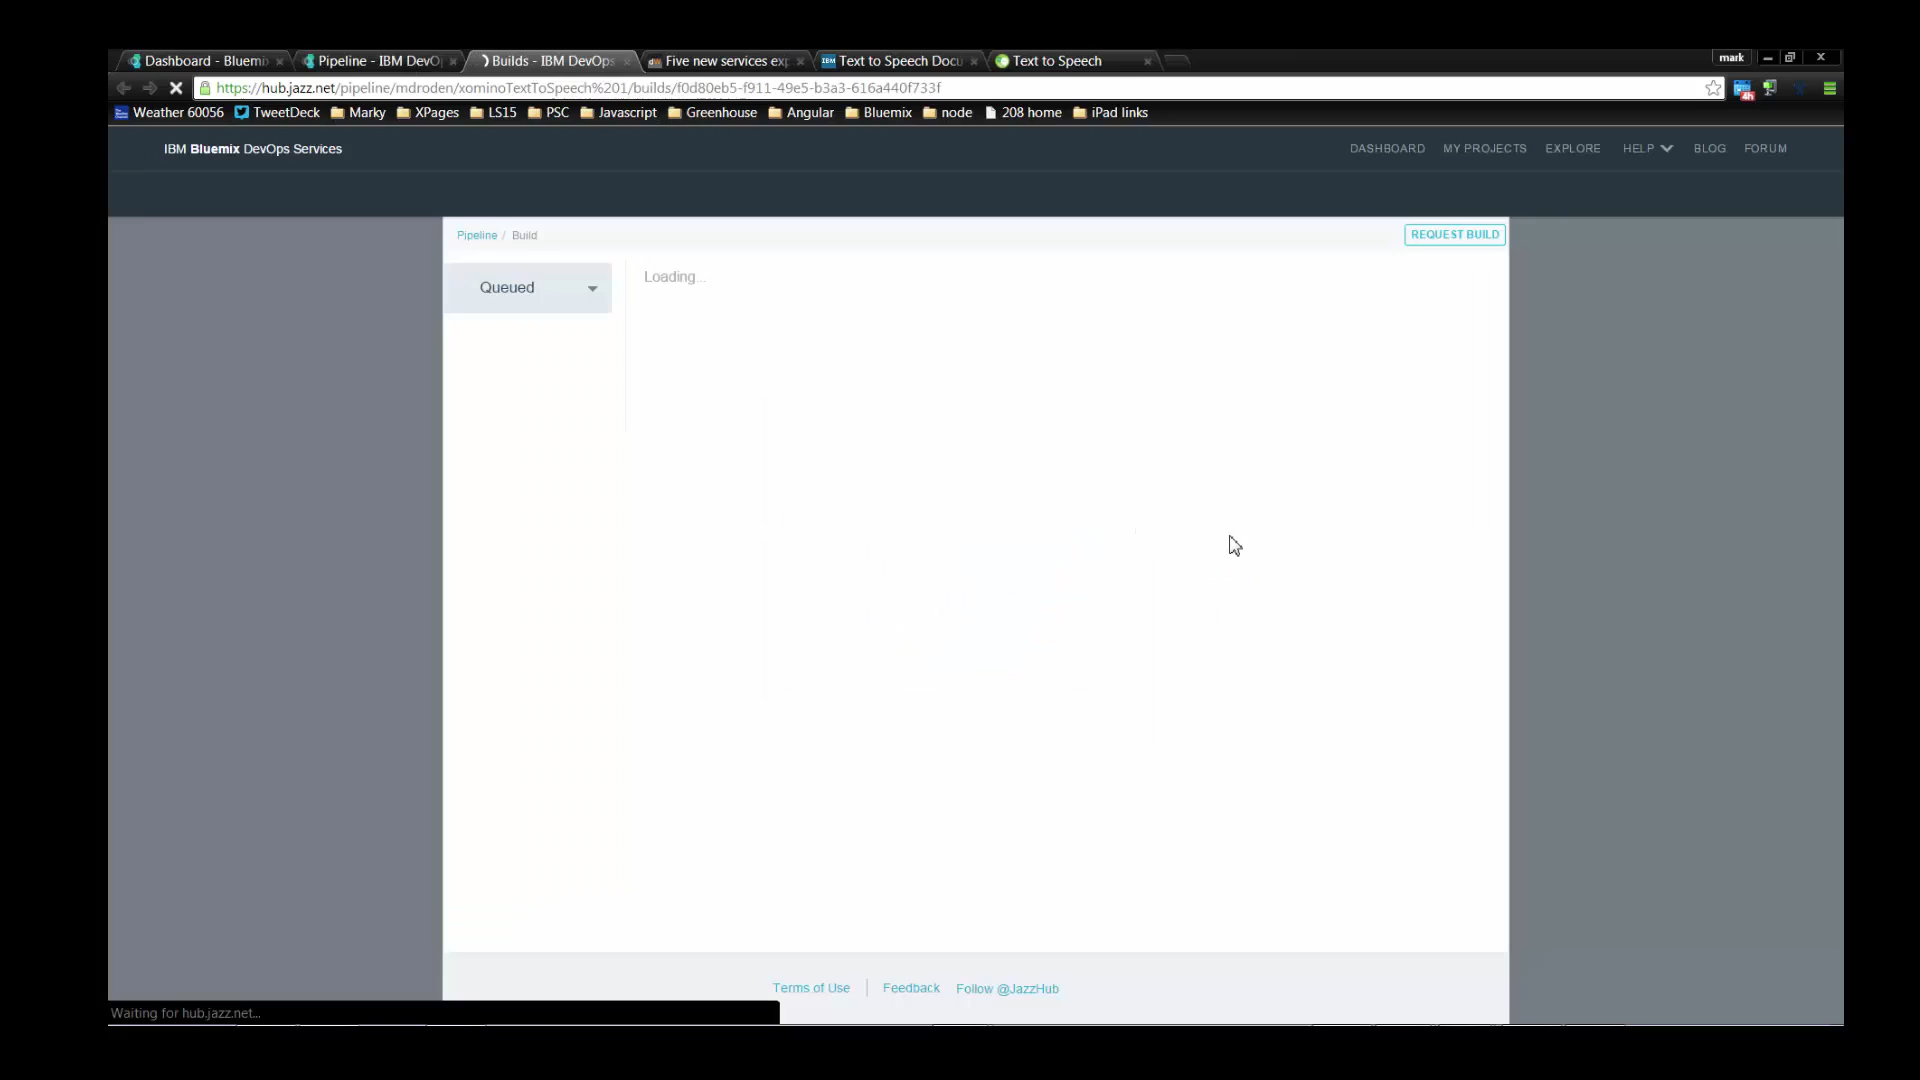 Dashboard - Bluemi
Pipeline - IBM DevO
Builds - IBM DevOps
Five new services exp
IBM Text to Speech Docu
Text to Speech
mark
https://hub.jazz.net/pipeline/mdroden/xominoTextToSpeech%201/builds/f0d80eb5-f911-49e5-b3a3-616a440f733f
4h
Weather 60056 TweetDeck Marky XPages LS15 PSC Javascript Greenhouse Angular Bluemix node 208 home iPad links
IBM Bluemix DevOps Services
DASHBOARD MY PROJECTS EXPLORE HELP BLOG FORUM
Pipeline / Build
REQUEST BUILD
Queued
Loading...
Terms of Use Feedback Follow @JazzHub
Waiting for hub.jazz.net...